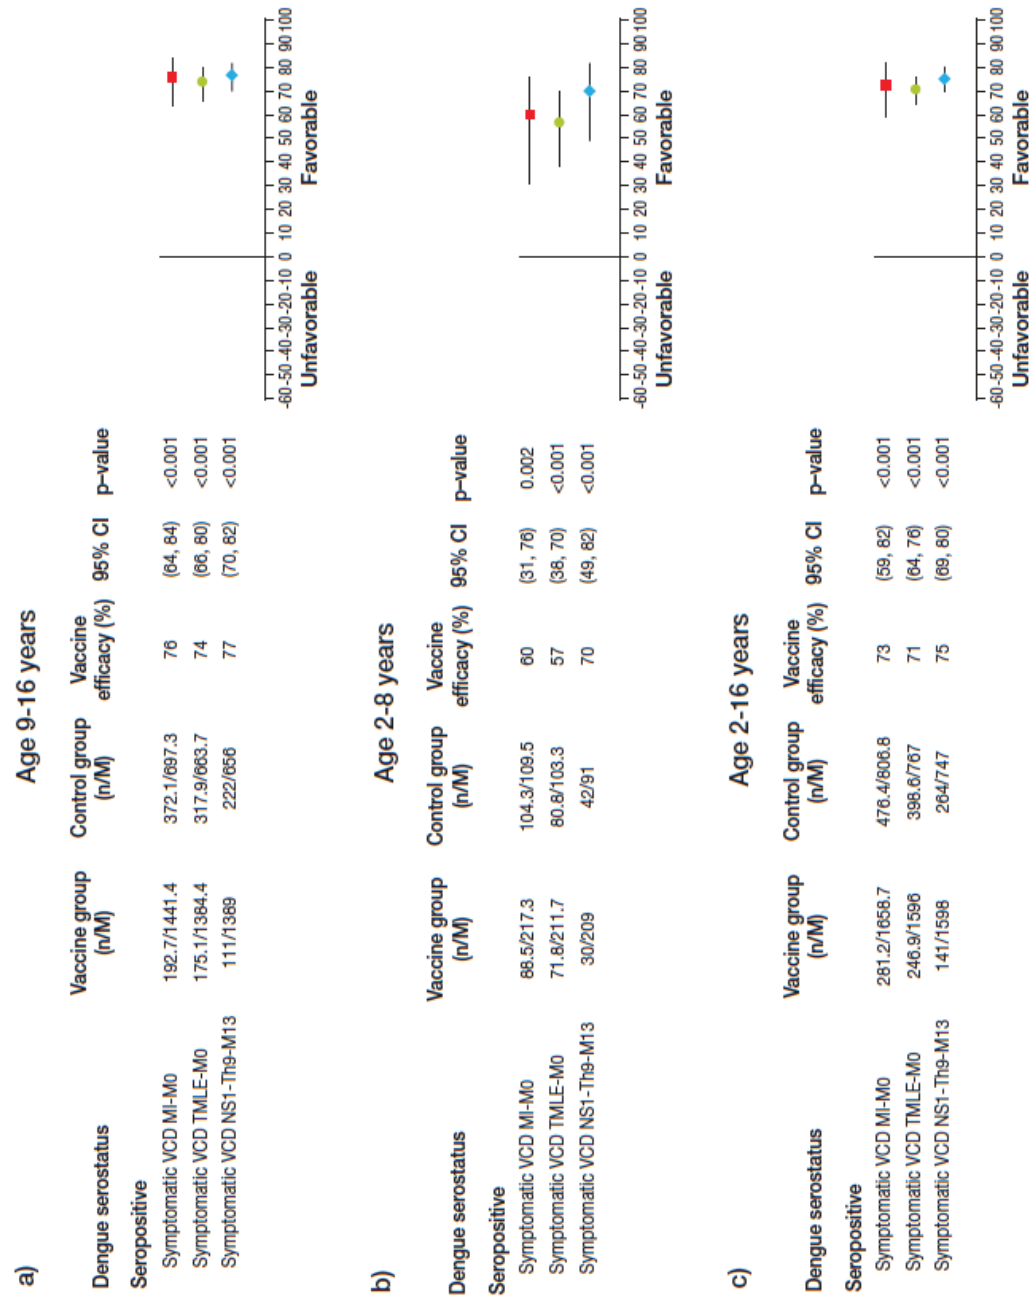 a)
Age 9-16 years
Dengue serostatus Vaccine group (n/M) Control group (n/M) Vaccine efficacy (%) 95% CI p–value
Seropositive
Symptomatic VCD MI-M0 192.7/1441.4 372.1/697.3 76 (64, 84) <0.001
Symptomatic VCD TMLE-M0 175.1/1384.4 317.9/663.7 74 (66, 80) <0.001
Symptomatic VCD NS1-Th9-M13 111/1389 222/656 77 (70, 82) <0.001
-60 -50 -40 -30 -20 -10 0 10 20 30 40 50 60 70 80 90 100
Unfavorable Favorable
b)
Age 2-8 years
Dengue serostatus Vaccine group (n/M) Control group (n/M) Vaccine efficacy (%) 95% CI p–value
Seropositive
Symptomatic VCD MI-M0 88.5/217.3 104.3/109.5 60 (31, 76) 0.002
Symptomatic VCD TMLE-M0 71.8/211.7 80.8/103.3 57 (38, 70) <0.001
Symptomatic VCD NS1-Th9-M13 30/209 42/91 70 (49, 82) <0.001
-60 -50 -40 -30 -20 -10 0 10 20 30 40 50 60 70 80 90 100
Unfavorable Favorable
c)
Age 2-16 years
Dengue serostatus Vaccine group (n/M) Control group (n/M) Vaccine efficacy (%) 95% CI p–value
Seropositive
Symptomatic VCD MI-M0 281.2/1658.7 476.4/806.8 73 (59, 82) <0.001
Symptomatic VCD TMLE-M0 246.9/1596 398.6/767 71 (64, 76) <0.001
Symptomatic VCD NS1-Th9-M13 141/1598 264/747 75 (69, 80) <0.001
-60 -50 -40 -30 -20 -10 0 10 20 30 40 50 60 70 80 90 100
Unfavorable Favorable